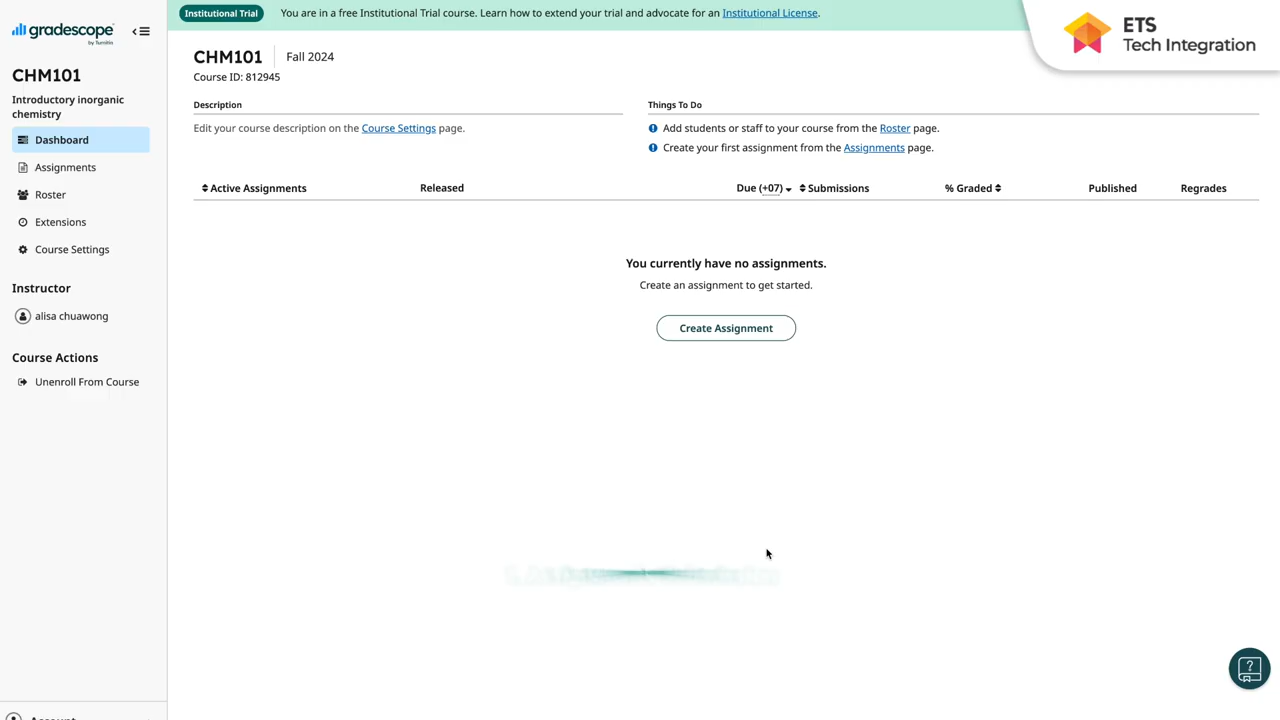 Institutional Trial
You are in a free Institutional Trial course. Learn how to extend your trial and advocate for an Institutional License.
ETS
Tech Integration
gradescope
by Turnitin
CHM101
Introductory inorganic
chemistry
Dashboard
Assignments
Roster
Extensions
Course Settings
Instructor
alisa chuawong
Course Actions
Unenroll From Course
Account
CHM101
Fall 2024
Course ID: 812945
Description
Edit your course description on the Course Settings page.
Things To Do
Add students or staff to your course from the Roster page.
Create your first assignment from the Assignments page.
Active Assignments
Released
Due (+07)
Submissions
% Graded
Published
Regrades
You currently have no assignments.
Create an assignment to get started.
Create Assignment
?